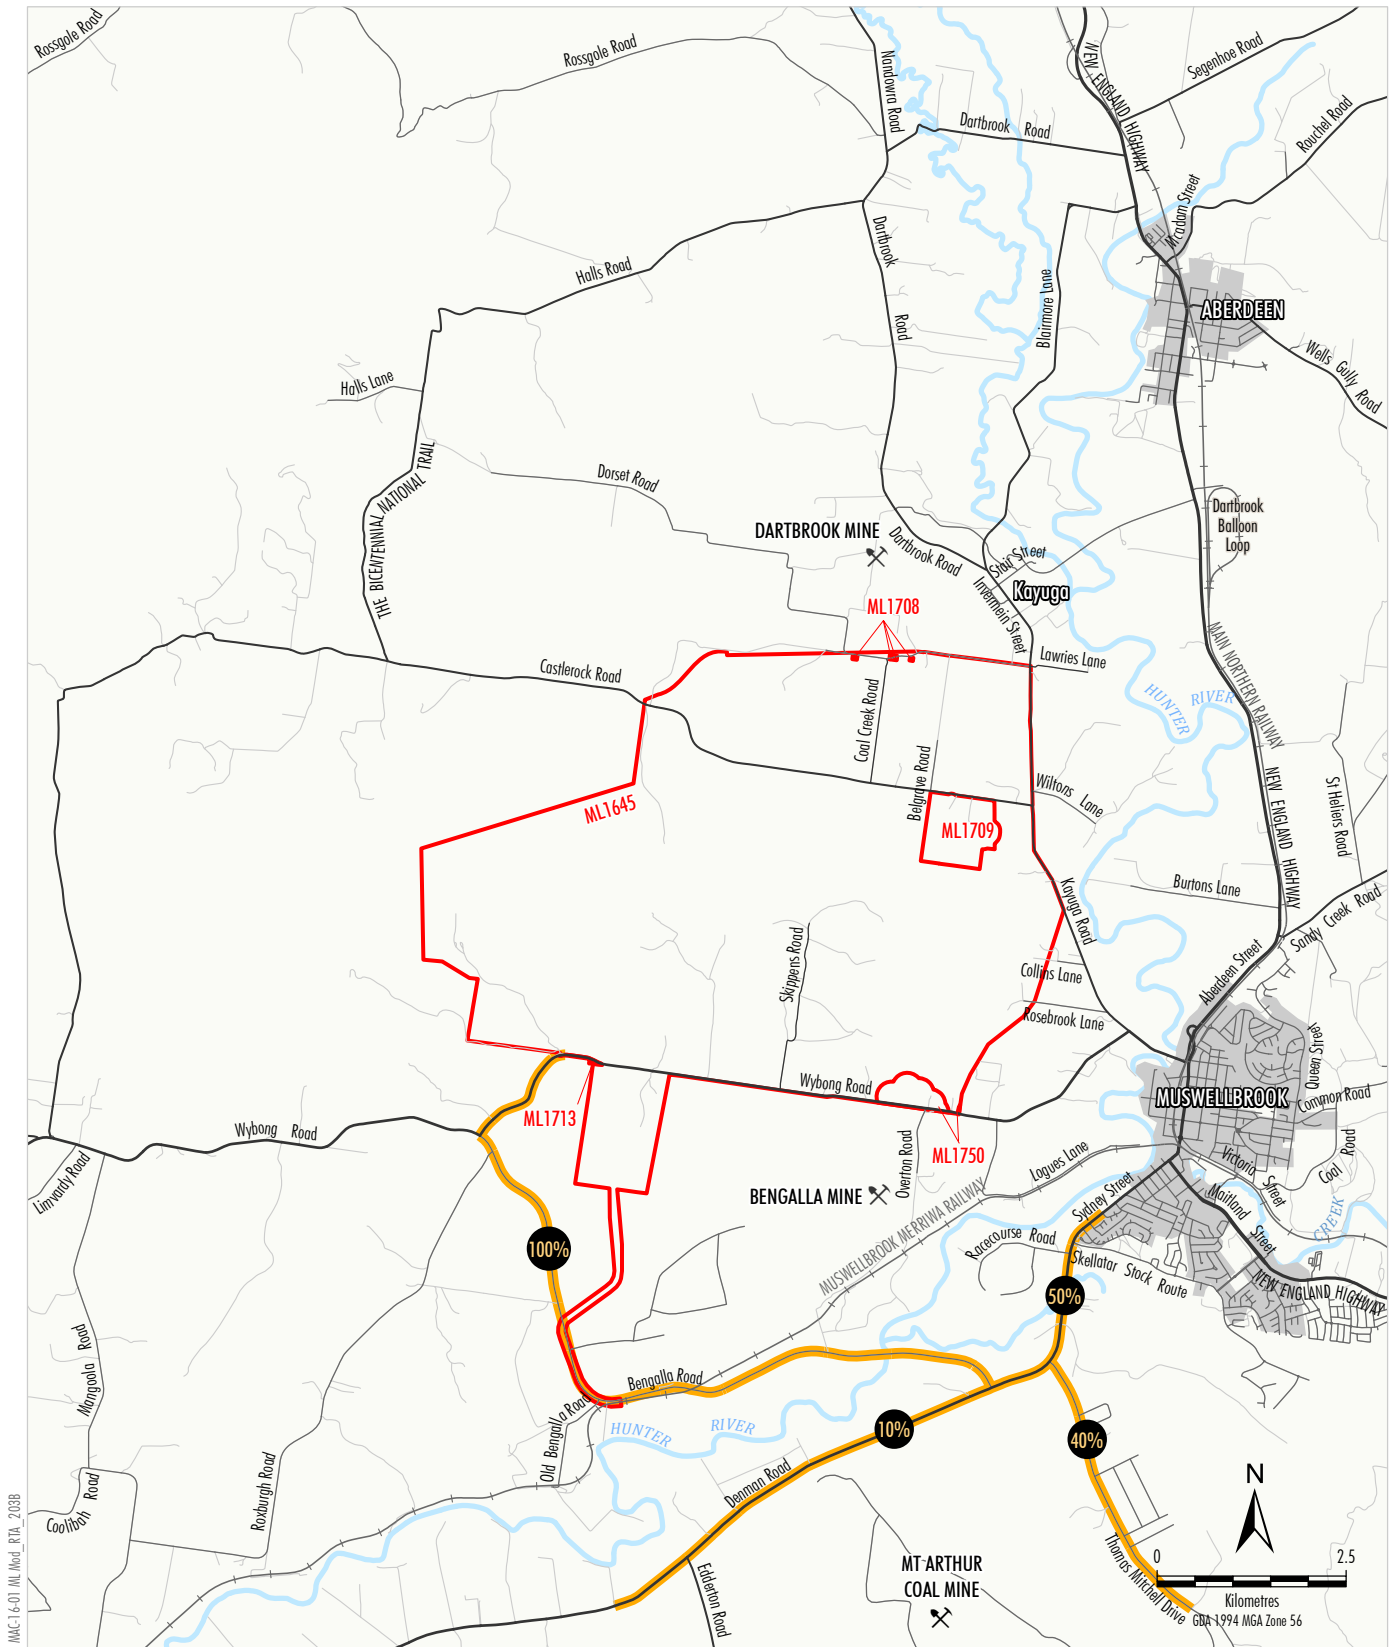 Rossgole Road
Rossgole Road
Nandowra Road
NEW ENGLAND HIGHWAY
Segenhoe Road
Dartbrook Road
Rouchel Road
Mcadam Street
Dartbrook Road
Halls Road
Blairmore Lane
ABERDEEN
Wells Gully Road
Halls Lane
THE BICENTENNIAL NATIONAL TRAIL
Dorset Road
DARTBROOK MINE
Dartbrook
Balloon
Loop
Dartbrook Road
Stair Street
Kayuga
Invermein Street
ML1708
MAIN NORTHERN RAILWAY
Lawries Lane
Castlerock Road
HUNTER RIVER
Coal Creek Road
Belgrave Road
Wiltons Lane
NEW ENGLAND HIGHWAY
St Heliers Road
ML1645
ML1709
Burtons Lane
Kayuga Road
Sandy Creek Road
Aberdeen Street
Skippens Road
Collins Lane
Rosebrook Lane
Queen Street
Wybong Road
MUSWELLBROOK
Common Road
ML1713
Wybong Road
ML1750
Overton Road
Logues Lane
Victoria Street
Coal Road
Linvardy Road
BENGALLA MINE
MUSWELLBROOK MERRIWA RAILWAY
Sydney Street
Maitland Street
CREEK
Racecourse Road
Skellatar Stock Route
NEW ENGLAND HIGHWAY
100%
50%
Mangoola Road
Bengalla Road
Old Bengalla Road
HUNTER RIVER
10%
40%
Roxburgh Road
Coolibah Road
Denman Road
N
0 2.5
Kilometres
GDA 1994 MGA Zone 56
Thomas Mitchell Drive
MT ARTHUR
COAL MINE
Edderton Road
MAC-16-01 ML Mod_RTA_203B